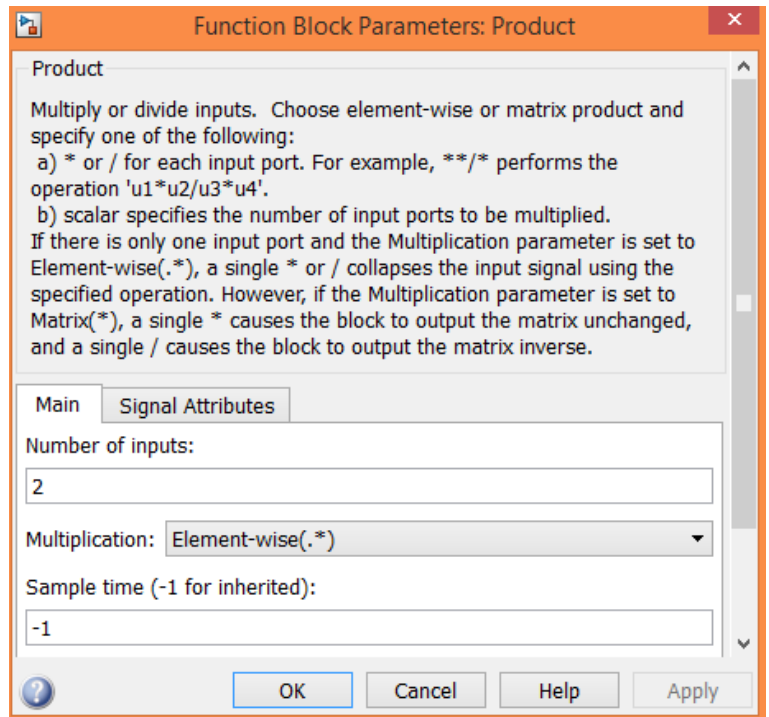 Function Block Parameters: Product
Product
Multiply or divide inputs.  Choose element-wise or matrix product and
specify one of the following:
a) * or / for each input port. For example, **/* performs the
operation 'u1*u2/u3*u4'.
b) scalar specifies the number of input ports to be multiplied.
If there is only one input port and the Multiplication parameter is set to
Element-wise(.*), a single * or / collapses the input signal using the
specified operation. However, if the Multiplication parameter is set to
Matrix(*), a single * causes the block to output the matrix unchanged,
and a single / causes the block to output the matrix inverse.
Main Signal Attributes
Number of inputs:
2
Multiplication: Element-wise(.*)
Sample time (-1 for inherited):
-1
? OK Cancel Help Apply